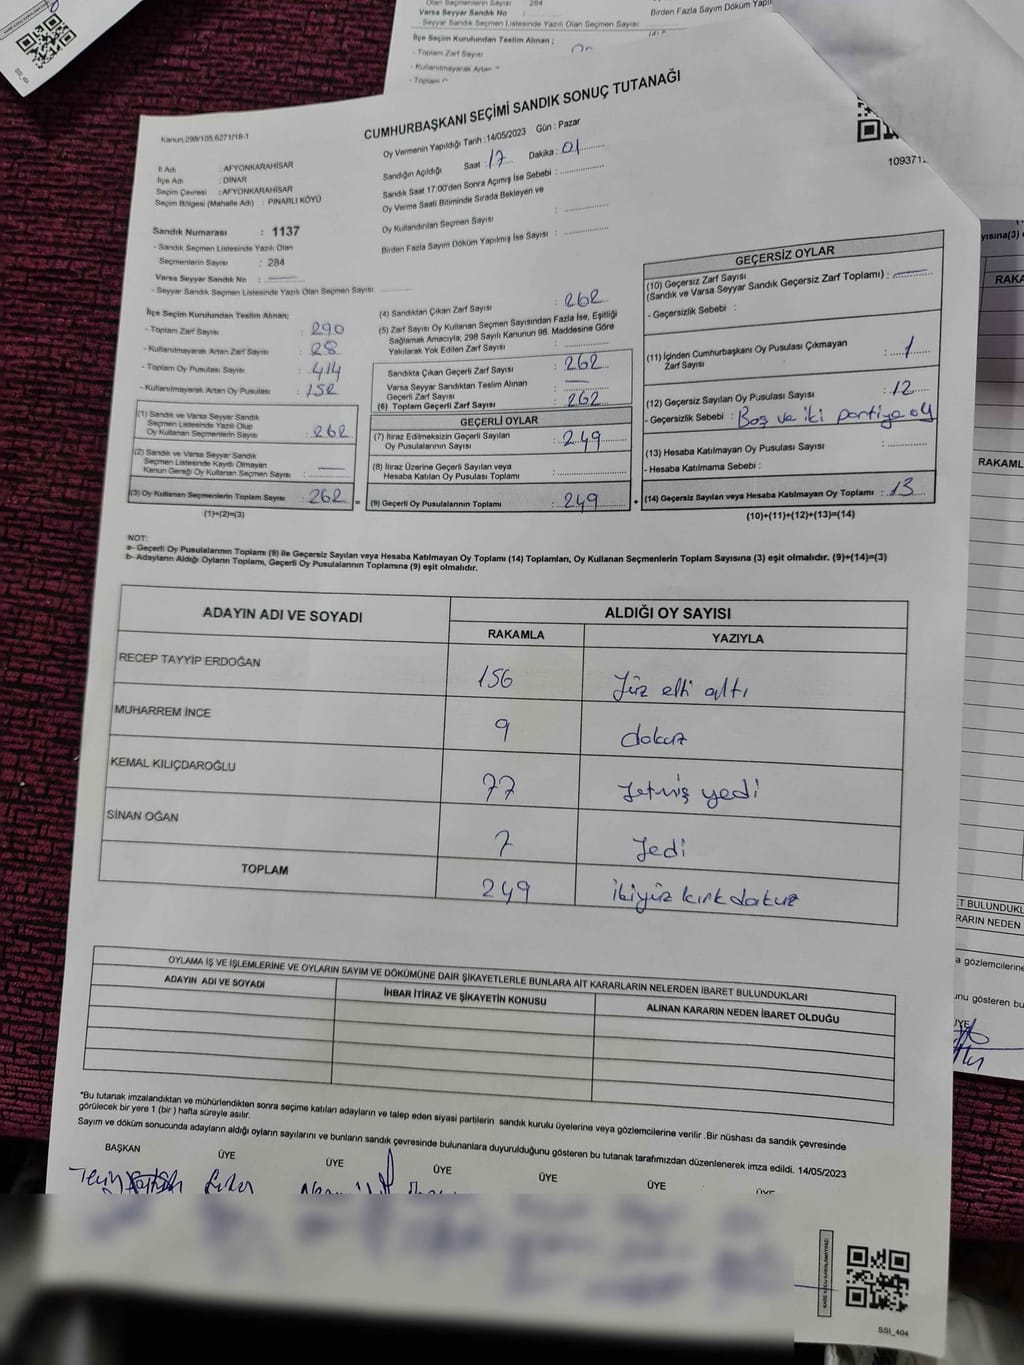 Olan Seçmenlerin Sayısı : 284
Varsa Seyyar Sandık No
- Seyyar Sandık Seçmen Listesinde Yazılı Olan Seçmen Sayısı
Birden Fazla Sayım Döküm Yapıl
İlçe Seçim Kurulundan Teslim Alınan ;
- Toplam Zarf Sayısı
- Kullanılmayarak Artan
- Toplam
Kanun,298/105;6271/18-1
CUMHURBAŞKANI SEÇİMİ SANDIK SONUÇ TUTANAĞI
Oy Vermenin Yapıldığı Tarih :14/05/2023 Gün : Pazar
İl Adı : AFYONKARAHİSAR
İlçe Adı : DİNAR
Seçim Çevresi : AFYONKARAHİSAR
Seçim Bölgesi (Mahalle Adı) : PINARLI KÖYÜ
Sandığın Açıldığı Saat : 17 Dakika : 01
Sandık Saat 17.00'den Sonra Açımış İse Sebebi :
Oy Verme Saati Bitiminde Sırada Bekleyen ve
Oy Kullandırılan Seçmen Sayısı :
Birden Fazla Sayım Döküm Yapılmış İse Sayısı :
109371
Sandık Numarası : 1137
- Sandık Seçmen Listesinde Yazılı Olan
Seçmenlerin Sayısı : 284
Varsa Seyyar Sandık No :
- Seyyar Sandık Seçmen Listesinde Yazılı Olan Seçmen Sayısı:
İlçe Seçim Kurulundan Teslim Alınan;
- Toplam Zarf Sayısı : 290
- Kullanılmayarak Artan Zarf Sayısı : 28
- Toplam Oy Pusulası Sayısı : 414
- Kullanılmayarak Artan Oy Pusulası : 152
(1) Sandık ve Varsa Seyyar Sandık
Seçmen Listesinde Yazılı Olup
Oy Kullanan Seçmenlerin Sayısı : 262
(2) Sandık ve Varsa Seyyar Sandık
Seçmen Listesinde Kayıtlı Olmayan
Kanun Gereği Oy Kullanan Seçmen Sayısı :
(3) Oy Kullanan Seçmenlerin Toplam Sayısı : 262
(1)+(2)=(3)
(4) Sandıktan Çıkan Zarf Sayısı : 262
(5) Zarf Sayısı Oy Kullanan Seçmen Sayısından Fazla İse, Eşitliği
Sağlamak Amacıyla; 298 Sayılı Kanunun 98. Maddesine Göre
Yakılarak Yok Edilen Zarf Sayısı :
Sandıkta Çıkan Geçerli Zarf Sayısı : 262
Varsa Seyyar Sandıktan Teslim Alınan
Geçerli Zarf Sayısı :
(6) Toplam Geçerli Zarf Sayısı : 262
GEÇERLİ OYLAR
(7) İtiraz Edilmeksizin Geçerli Sayılan
Oy Pusulasının Sayısı : 249
(8) İtiraz Üzerine Geçerli Sayılan veya
Hesaba Katılan Oy Pusulası Toplamı :
(9) Geçerli Oy Pusulalarının Toplamı : 249
GEÇERSİZ OYLAR
(10) Geçersiz Zarf Sayısı
(Sandık ve Varsa Seyyar Sandık Geçersiz Zarf Toplamı) :
- Geçersizlik Sebebi :
(11) İçinden Cumhurbaşkanı Oy Pusulası Çıkmayan
Zarf Sayısı : 1
(12) Geçersiz Sayılan Oy Pusulası Sayısı : 12
- Geçersizlik Sebebi : Boş ve iki partiye oy
(13) Hesaba Katılmayan Oy Pusulası Sayısı :
- Hesaba Katılmama Sebebi :
(14) Geçersiz Sayılan veya Hesaba Katılmayan Oy Toplamı : 13
(10)+(11)+(12)+(13)=(14)
NOT:
a- Geçerli Oy Pusulalarının Toplamı (9) ile Geçersiz Sayılan veya Hesaba Katılmayan Oy Toplamı (14) Toplamları, Oy Kullanan Seçmenlerin Toplam Sayısına (3) eşit olmalıdır. (9)+(14)=(3)
b- Adayların Aldığı Oyların Toplamı, Geçerli Oy Pusulalarının Toplamına (9) eşit olmalıdır.
ADAYIN ADI VE SOYADI ALDIĞI OY SAYISI
RAKAMLA YAZIYLA
RECEP TAYYİP ERDOĞAN 156 Yüz elli altı
MUHARREM İNCE 9 dokuz
KEMAL KILIÇDAROĞLU 77 Yetmiş yedi
SİNAN OĞAN 7 Yedi
TOPLAM 249 ikiyüz kırk dokuz
OYLAMA İŞ VE İŞLEMLERİNE VE OYLARIN SAYIM VE DÖKÜMÜNE DAİR ŞİKAYETLERLE BUNLARA AİT KARARLARIN NELERDEN İBARET BULUNDUKLARI
ADAYIN ADI VE SOYADI İHBAR İTİRAZ VE ŞİKAYETİN KONUSU ALINAN KARARIN NEDEN İBARET OLDUĞU
*Bu tutanak imzalandıktan ve mühürlendikten sonra seçime katılan adayların ve talep eden siyasi partilerin sandık kurulu üyelerine veya gözlemcilerine verilir .Bir nüshası da sandık çevresinde
görülecek bir yere 1 (bir ) hafta süreyle asılır.
Sayım ve döküm sonucunda adayların aldığı oyların sayılarını ve bunların sandık çevresinde bulunanlara duyurulduğunu gösteren bu tutanak tarafımızdan düzenlenerek imza edildi. 14/05/2023
BAŞKAN ÜYE ÜYE ÜYE ÜYE ÜYE ÜYE
SSI_404
RAKA
RAKAML
ET BULUNDUKL
RARIN NEDEN
a gözlemcilerine
unu gösteren bu
ÜYE